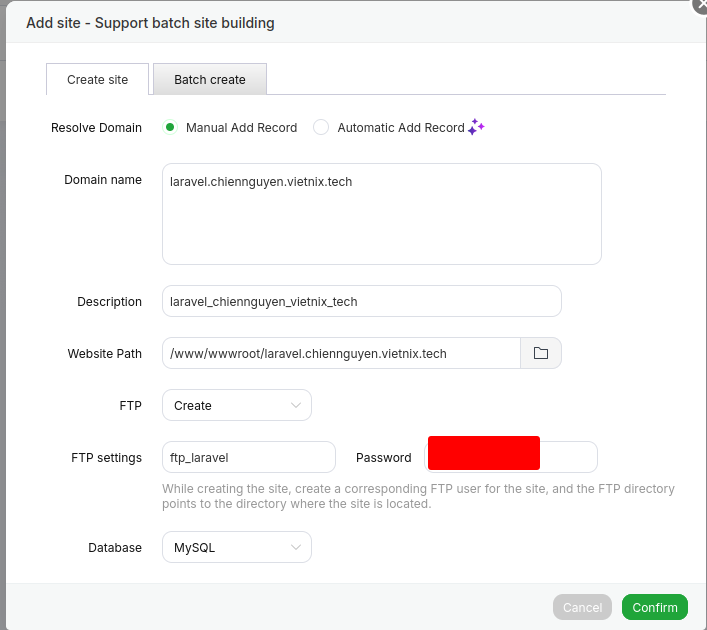 Add site - Support batch site building
Create site
Batch create
Resolve Domain
Manual Add Record
Automatic Add Record
Domain name
laravel.chiennguyen.vietnix.tech
Description
laravel_chiennguyen_vietnix_tech
Website Path
/www/wwwroot/laravel.chiennguyen.vietnix.tech
FTP
Create
FTP settings
ftp_laravel
Password
While creating the site, create a corresponding FTP user for the site, and the FTP directory
points to the directory where the site is located.
Database
MySQL
Cancel
Confirm